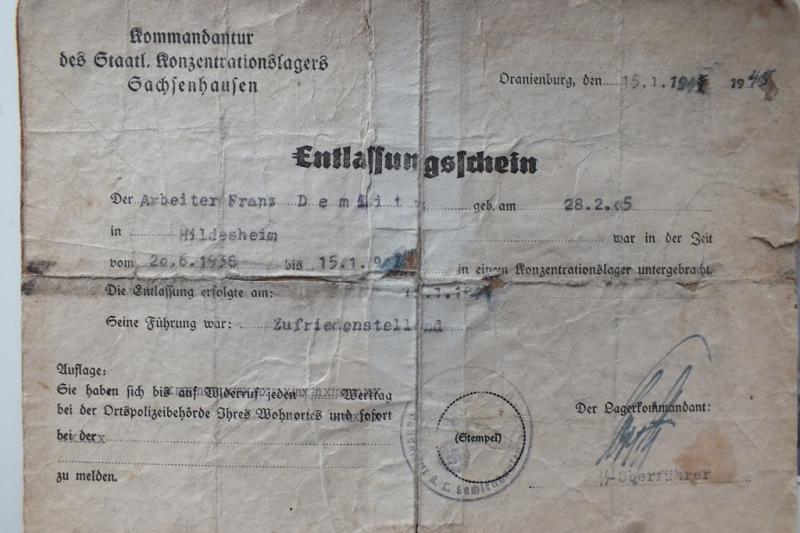 Kommandantur
des Staatl. Konzentrationslagers
Sachsenhausen
Oranienburg, den 15.1.19 1945
Entlassungsschein
Der Arbeiter Franz geb. am 28.2.05
in Hildesheim war in der Zeit
vom 20.6.1938 bis 15.1. in einem Konzentrationslager untergebracht.
Die Entlassung erfolgte am:
Seine Führung war: Zufriedenstellend
Auflage:
Sie haben sich bis auf Widerruf jeden Werktag
bei der Ortspolizeibehörde Ihres Wohnortes und sofort
bei der
zu melden.
(Stempel)
Der Lagerkommandant:
SS-Oberführer